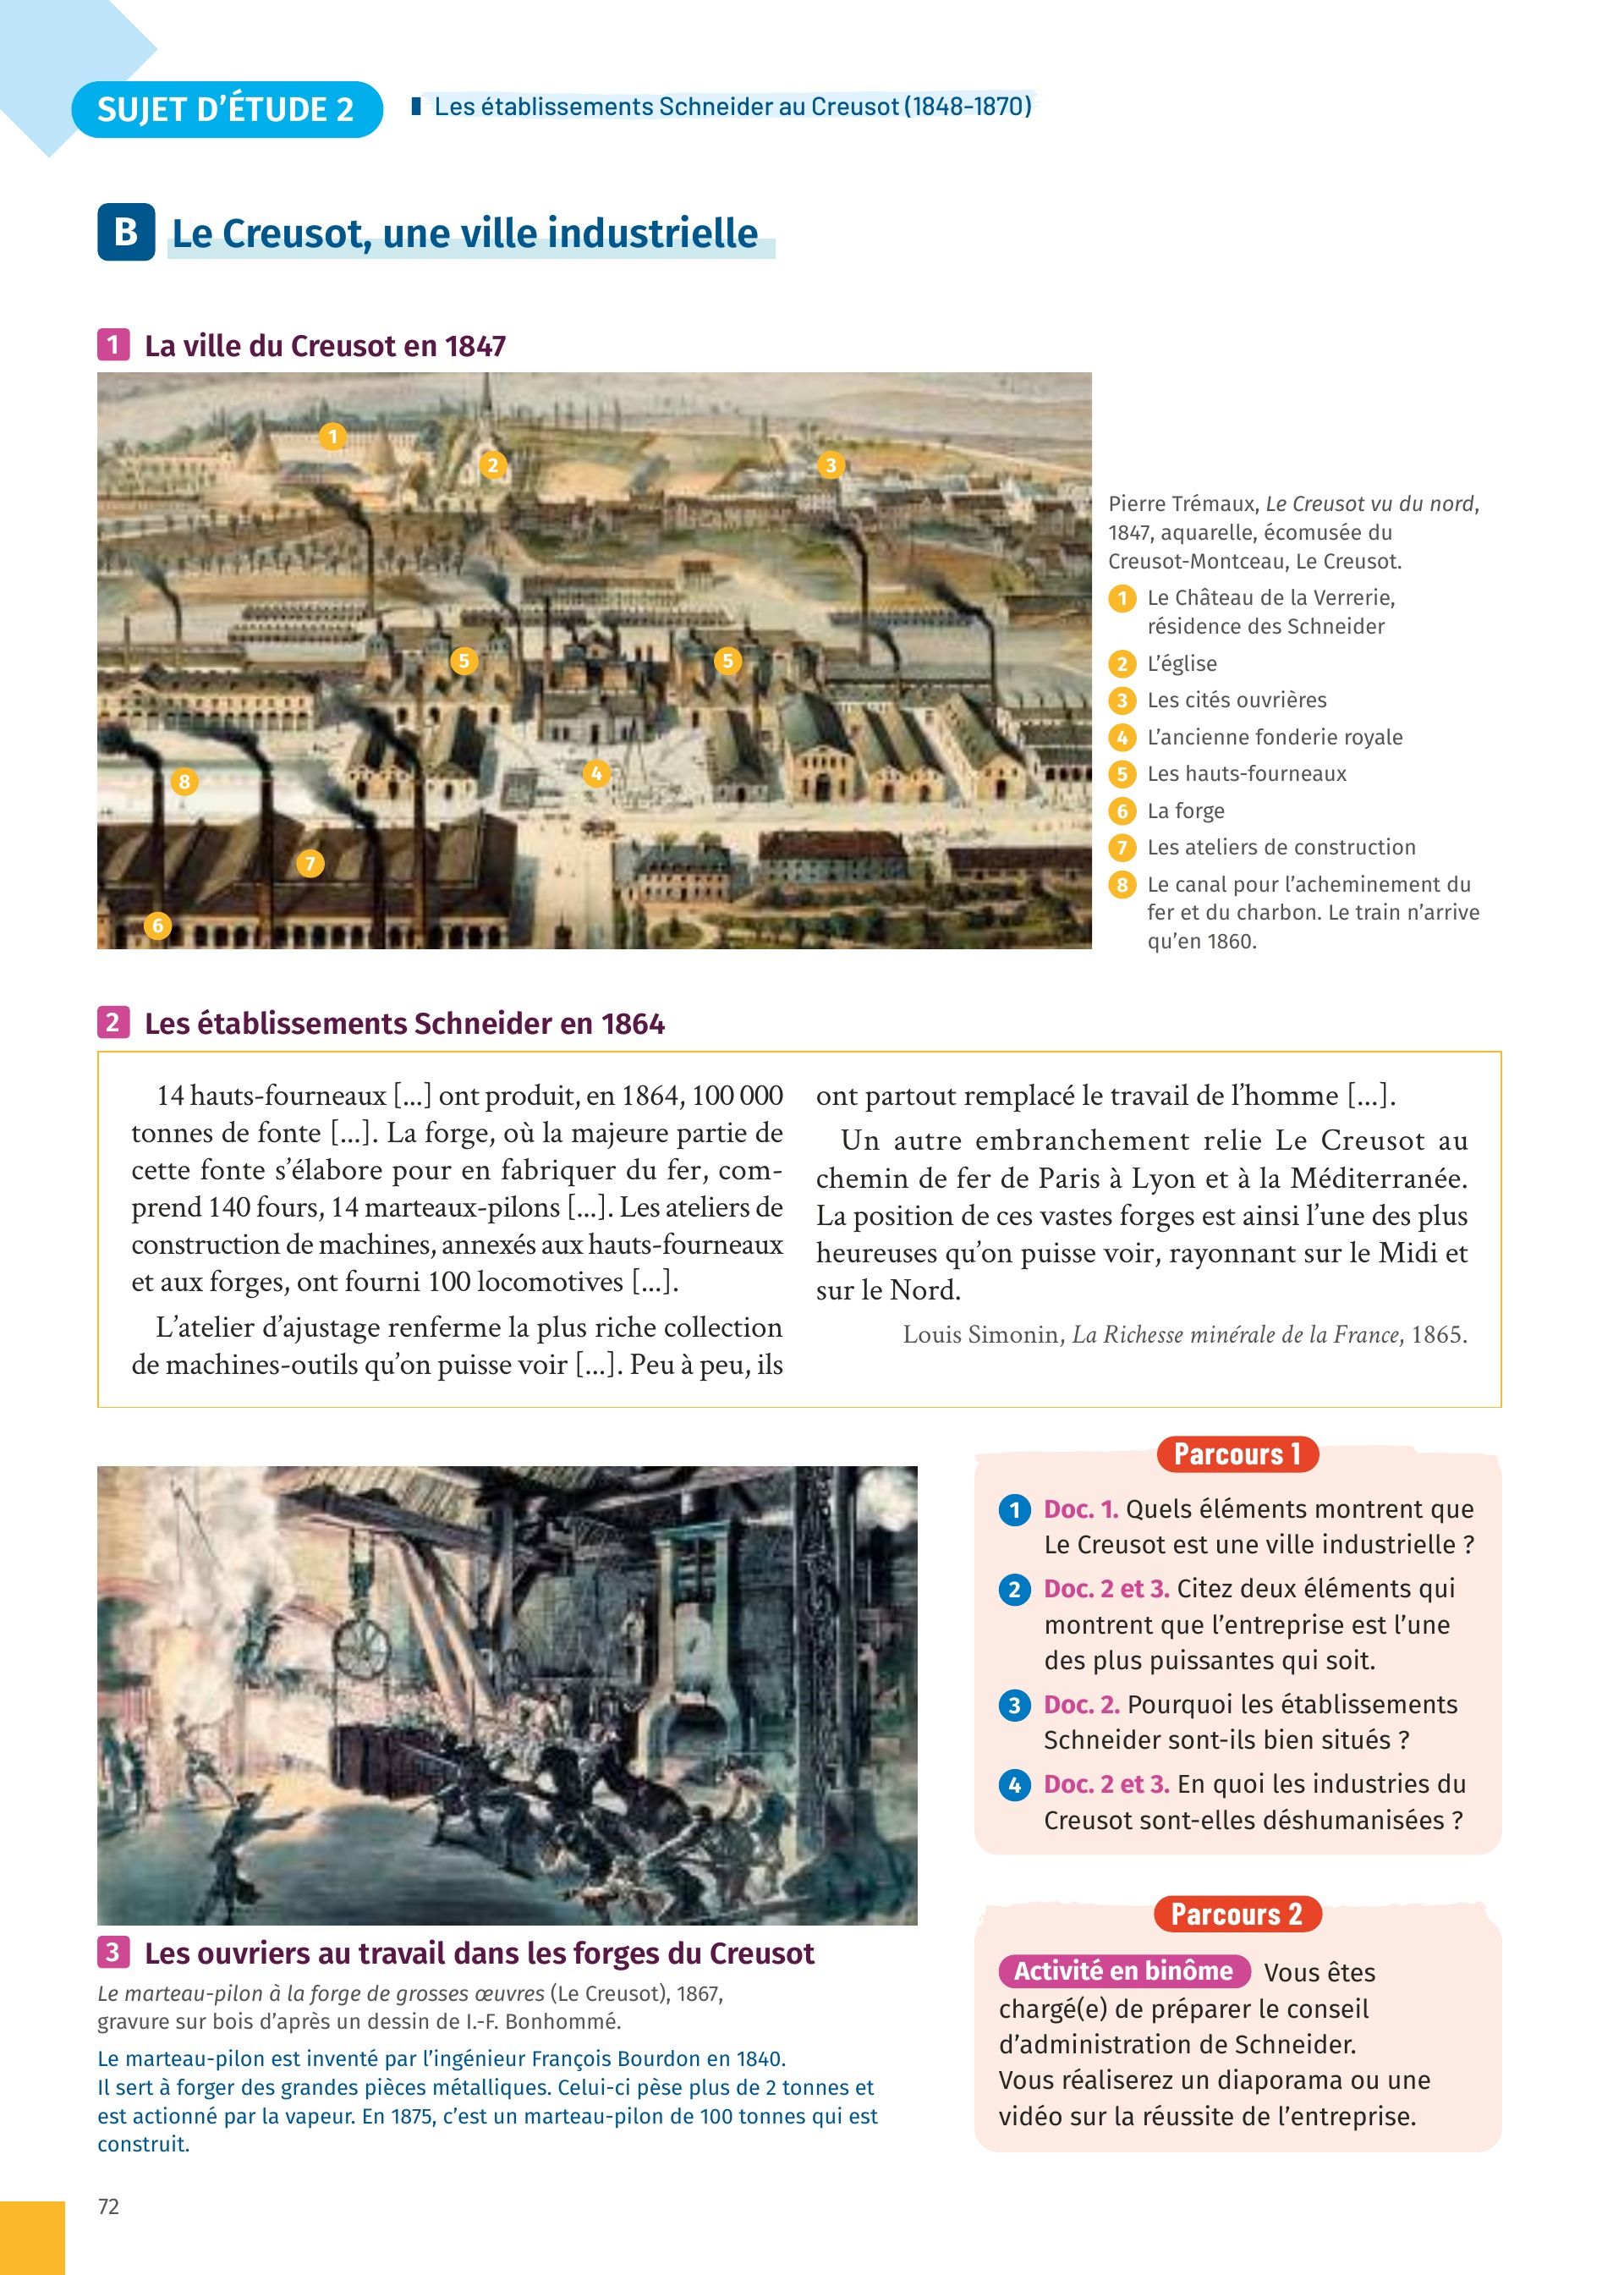 SUJET D'ÉTUDE 2
Les établissements Schneider au Creusot (1848-1870)
B Le Creusot, une ville industrielle
1 La ville du Creusot en 1847
1
2
3
5
5
4
8
7
6
Pierre Trémaux, Le Creusot vu du nord,
1847, aquarelle, écomusée du
Creusot-Montceau, Le Creusot.
1 Le Château de la Verrerie,
résidence des Schneider
2 L'église
3 Les cités ouvrières
4 L'ancienne fonderie royale
5 Les hauts-fourneaux
6 La forge
7 Les ateliers de construction
8 Le canal pour l'acheminement du
fer et du charbon. Le train n'arrive
qu'en 1860.
2 Les établissements Schneider en 1864
14 hauts-fourneaux [...] ont produit, en 1864, 100 000
tonnes de fonte [...]. La forge, où la majeure partie de
cette fonte s'élabore pour en fabriquer du fer, com-
prend 140 fours, 14 marteaux-pilons [...]. Les ateliers de
construction de machines, annexés aux hauts-fourneaux
et aux forges, ont fourni 100 locomotives [...].
L'atelier d'ajustage renferme la plus riche collection
de machines-outils qu'on puisse voir [...]. Peu à peu, ils
ont partout remplacé le travail de l'homme [...].
Un autre embranchement relie Le Creusot au
chemin de fer de Paris à Lyon et à la Méditerranée.
La position de ces vastes forges est ainsi l'une des plus
heureuses qu'on puisse voir, rayonnant sur le Midi et
sur le Nord.
Louis Simonin, La Richesse minérale de la France, 1865.
3 Les ouvriers au travail dans les forges du Creusot
Le marteau-pilon à la forge de grosses œuvres (Le Creusot), 1867,
gravure sur bois d'après un dessin de I.-F. Bonhommé.
Le marteau-pilon est inventé par l'ingénieur François Bourdon en 1840.
Il sert à forger des grandes pièces métalliques. Celui-ci pèse plus de 2 tonnes et
est actionné par la vapeur. En 1875, c'est un marteau-pilon de 100 tonnes qui est
construit.
Parcours 1
1 Doc. 1. Quels éléments montrent que
Le Creusot est une ville industrielle ?
2 Doc. 2 et 3. Citez deux éléments qui
montrent que l'entreprise est l'une
des plus puissantes qui soit.
3 Doc. 2. Pourquoi les établissements
Schneider sont-ils bien situés ?
4 Doc. 2 et 3. En quoi les industries du
Creusot sont-elles déshumanisées ?
Parcours 2
Activité en binôme Vous êtes
chargé(e) de préparer le conseil
d'administration de Schneider.
Vous réaliserez un diaporama ou une
vidéo sur la réussite de l'entreprise.
72